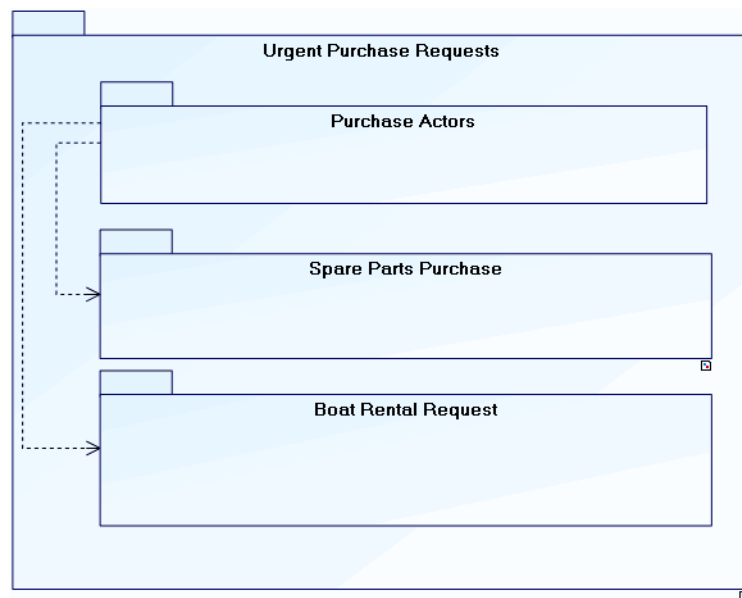 Urgent Purchase Requests
Purchase Actors
Spare Parts Purchase
Boat Rental Request